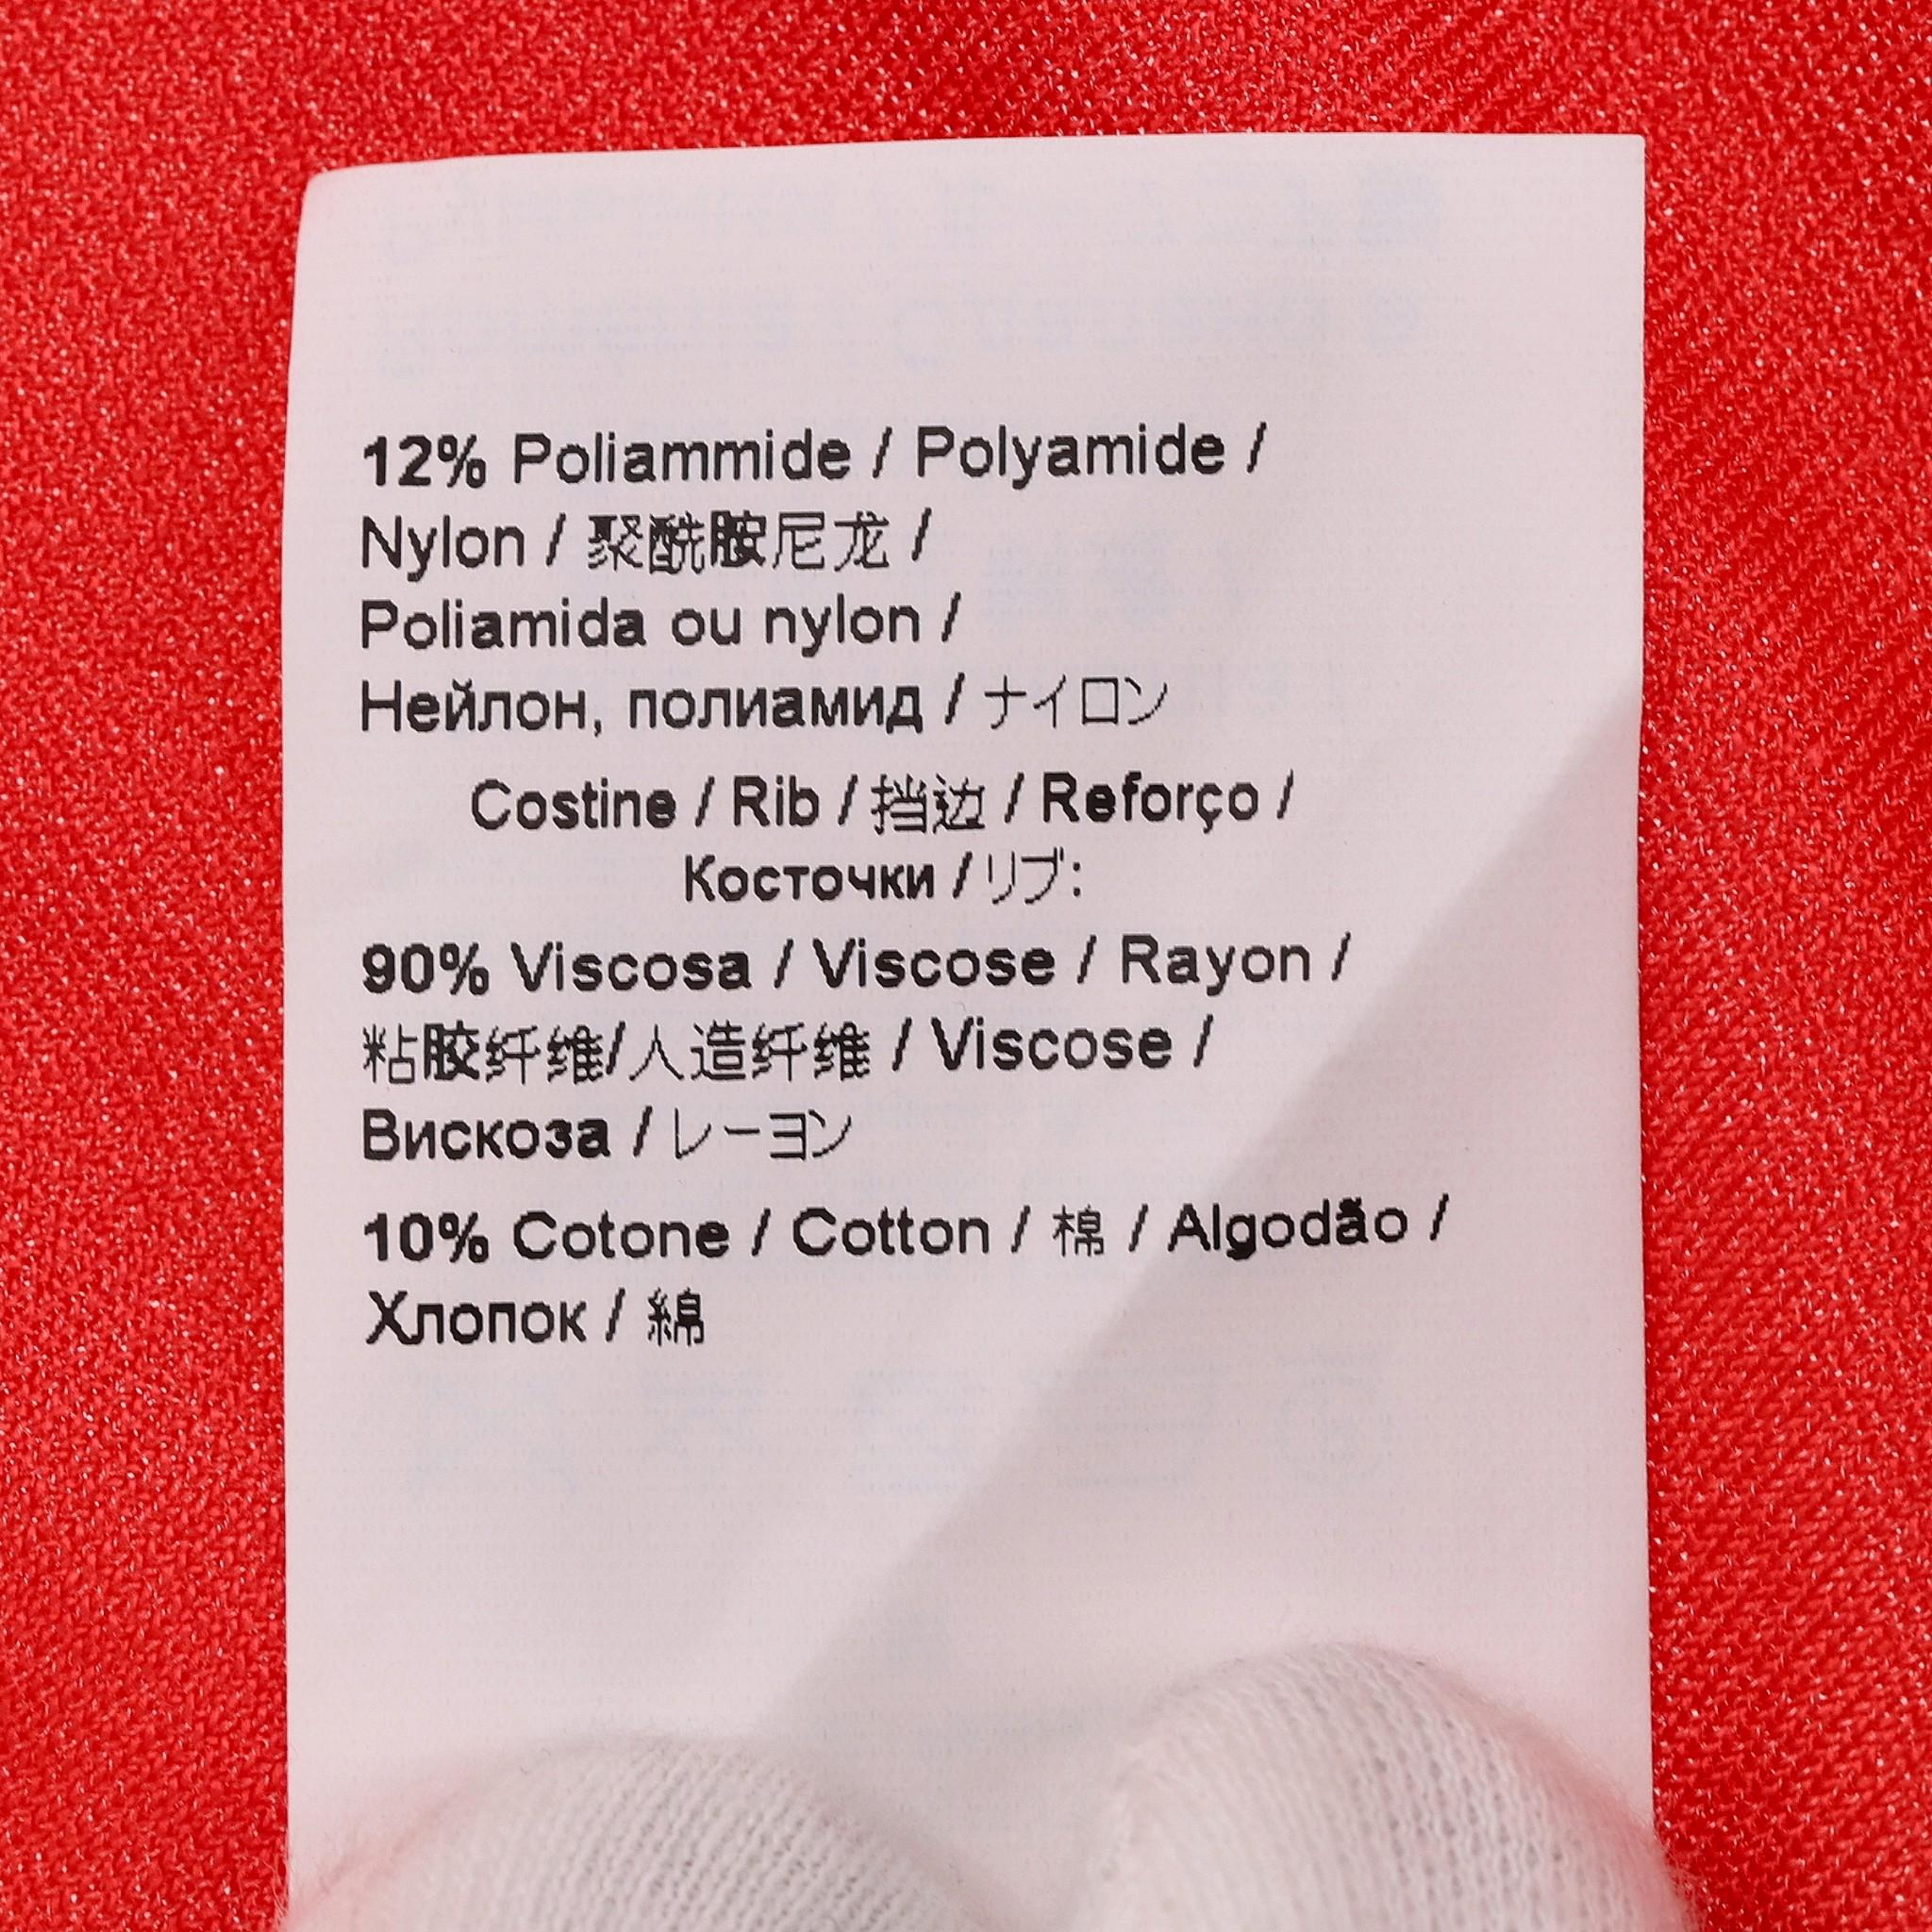 12% Poliammide / Polyamide /
Nylon / 聚酰胺尼龙 /
Poliamida ou nylon /
Нейлон, полиамид / ナイロン
Costine / Rib / 挡边 / Reforço /
Косточки / リブ:
90% Viscosa / Viscose / Rayon /
粘胶纤维/人造纤维 / Viscose /
Вискоза / レーヨン
10% Cotone / Cotton / 棉 / Algodão /
Хлопок / 綿